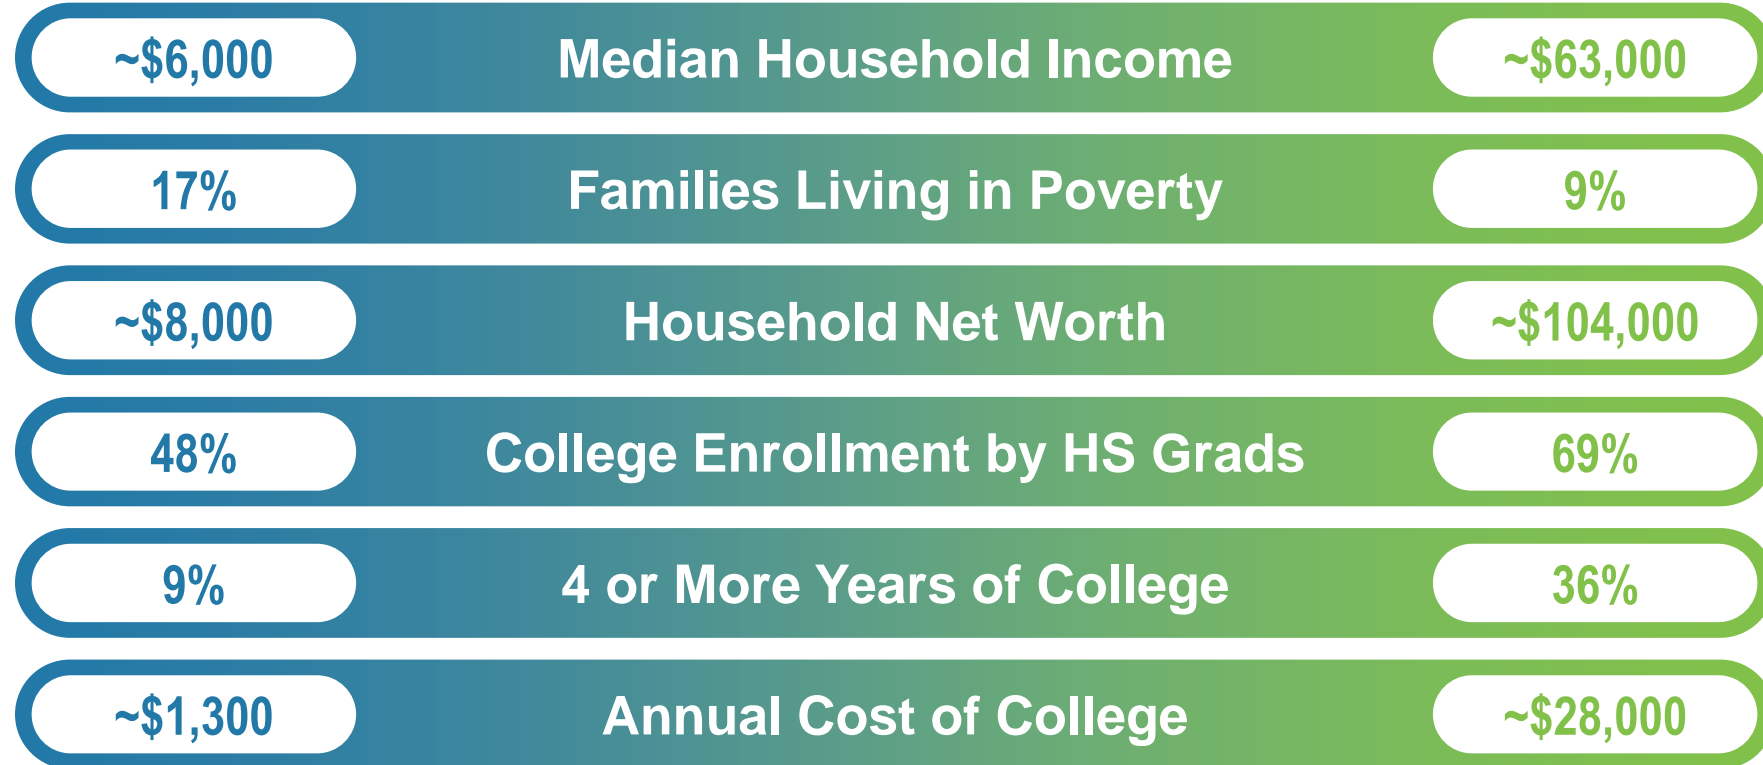 ~$6,000 Median Household Income ~$63,000
17% Families Living in Poverty 9%
~$8,000 Household Net Worth ~$104,000
48% College Enrollment by HS Grads 69%
9% 4 or More Years of College 36%
~$1,300 Annual Cost of College ~$28,000